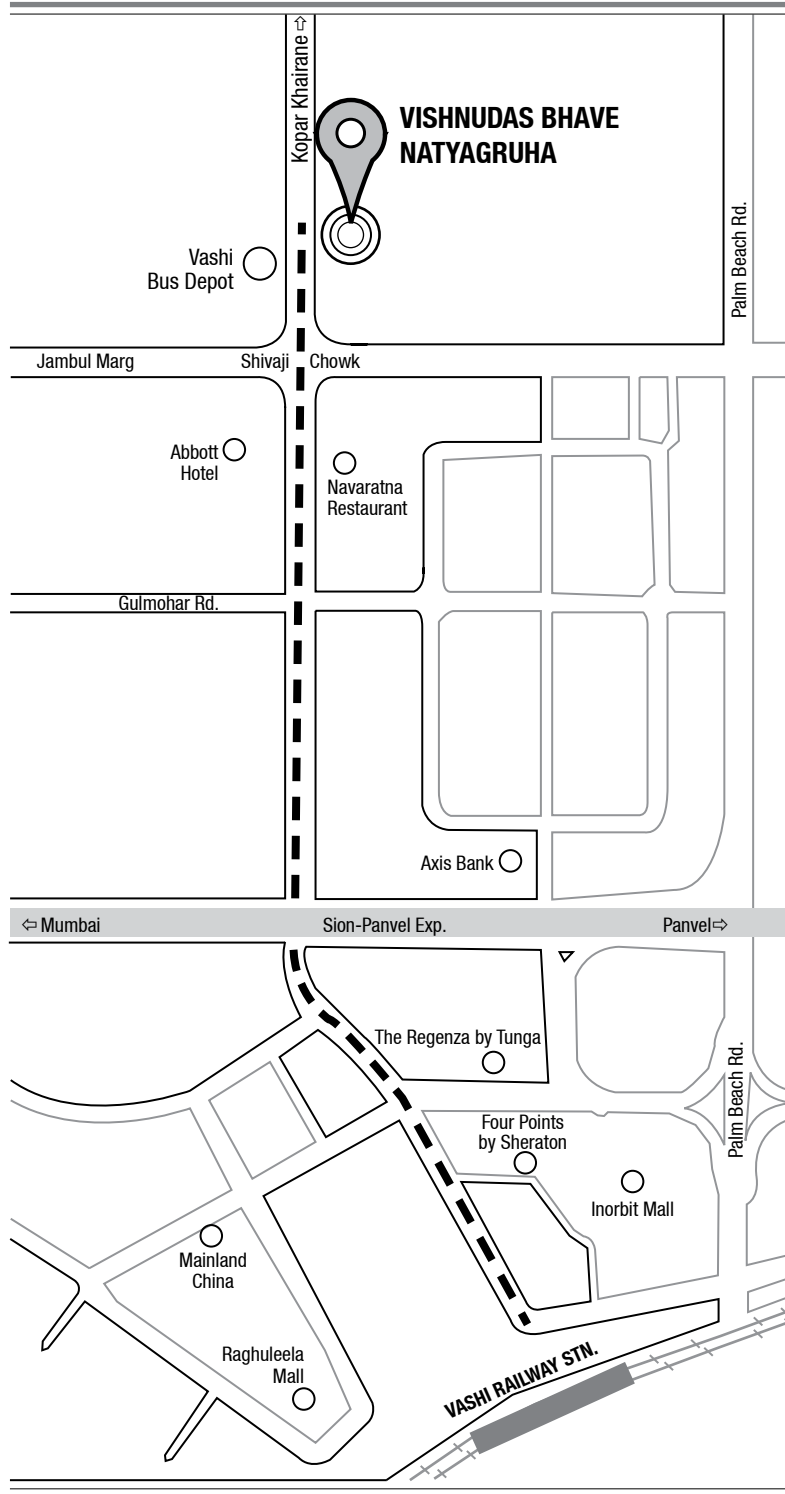 Kopar Khairane ⇧
VISHNUDAS BHAVE
NATYAGRUHA
Palm Beach Rd.
Vashi
Bus Depot
Jambul Marg
Shivaji Chowk
Abbott
Hotel
Navaratna
Restaurant
Gulmohar Rd.
Axis Bank
⇦ Mumbai
Sion-Panvel Exp.
Panvel ⇨
The Regenza by Tunga
Palm Beach Rd.
Four Points
by Sheraton
Inorbit Mall
Mainland
China
Raghuleela
Mall
VASHI RAILWAY STN.